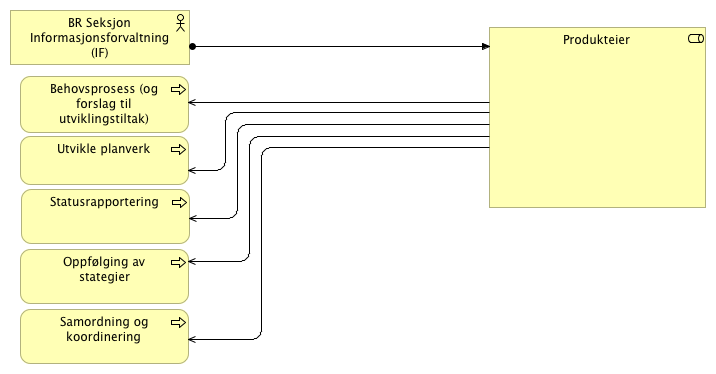 BR Seksjon
Informasjonsforvaltning
(IF)
Produkteier
Behovsprosess (og
forslag til
utviklingstiltak)
Utvikle planverk
Statusrapportering
Oppfølging av
stategier
Samordning og
koordinering